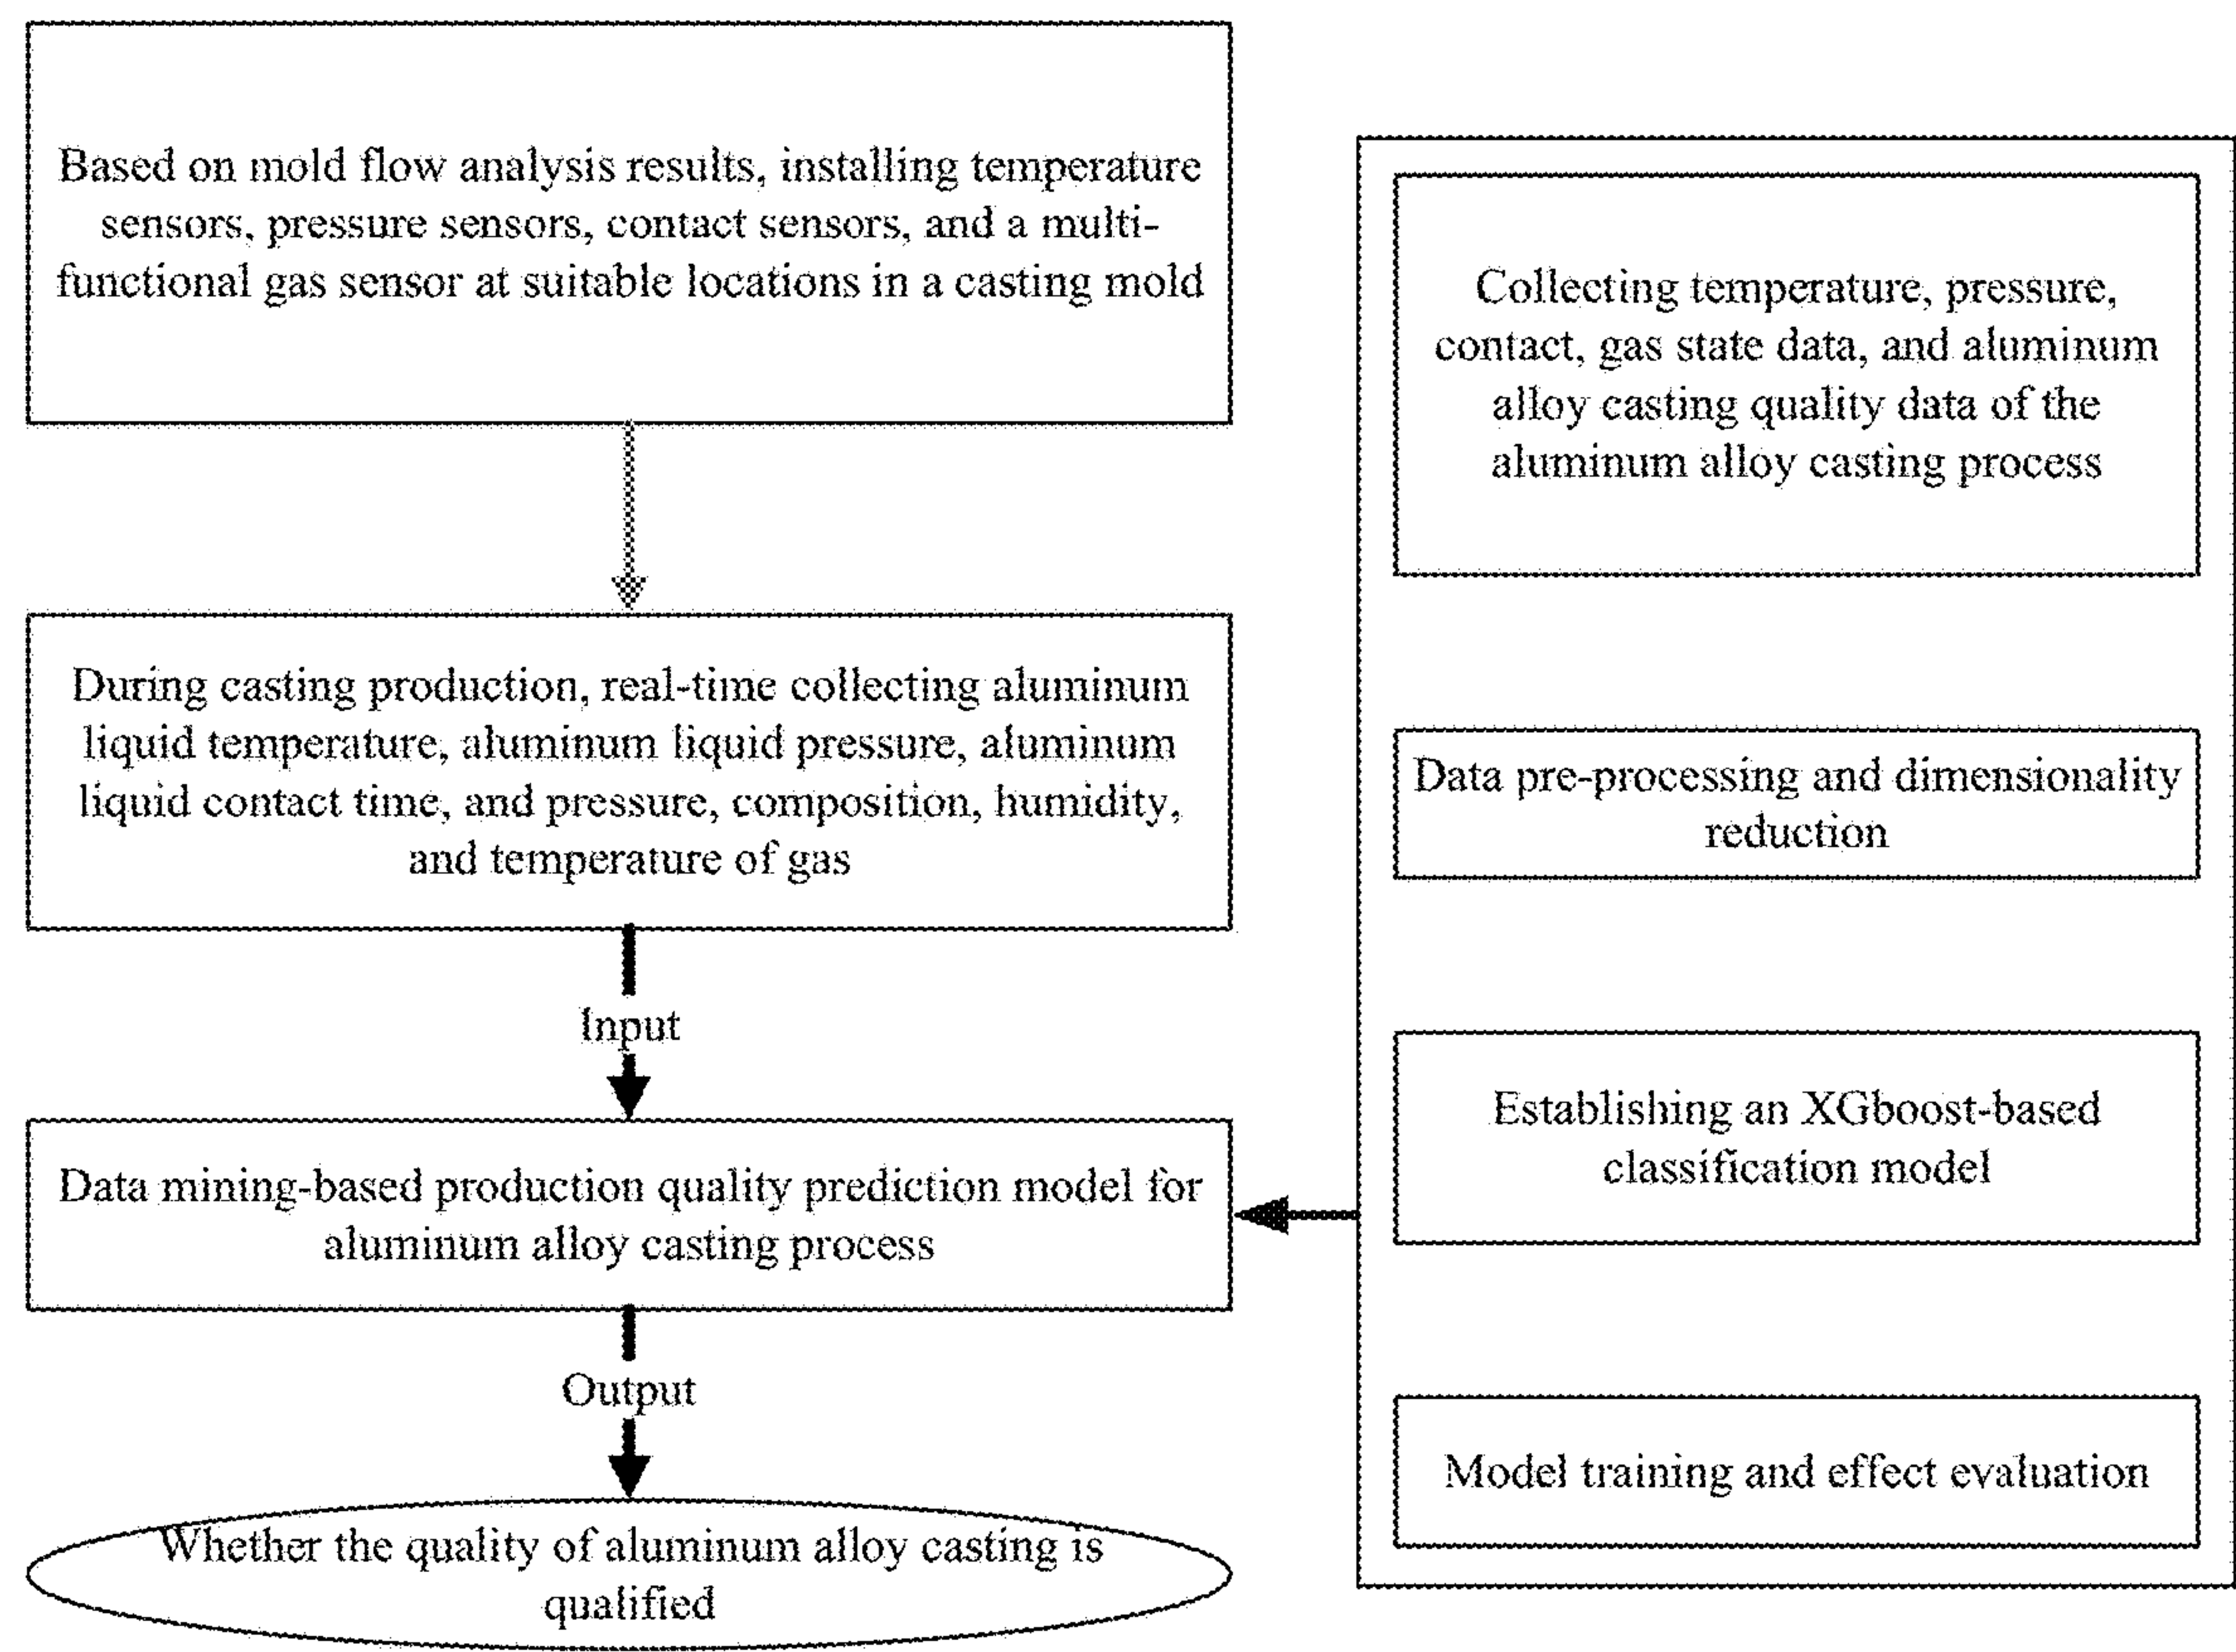 Based on mold flow analysis results, installing temperature
sensors, pressure sensors, contact sensors, and a multi-
functional gas sensor at suitable locations in a casting mold
During casting production, real-time collecting aluminum
liquid temperature, aluminum liquid pressure, aluminum
liquid contact time, and pressure, composition, humidity,
and temperature of gas
Input
Data mining-based production quality prediction model for
aluminum alloy casting process
Output
Whether the quality of aluminum alloy casting is
qualified
Collecting temperature, pressure,
contact, gas state data, and aluminum
alloy casting quality data of the
aluminum alloy casting process
Data pre-processing and dimensionality
reduction
Establishing an XGboost-based
classification model
Model training and effect evaluation